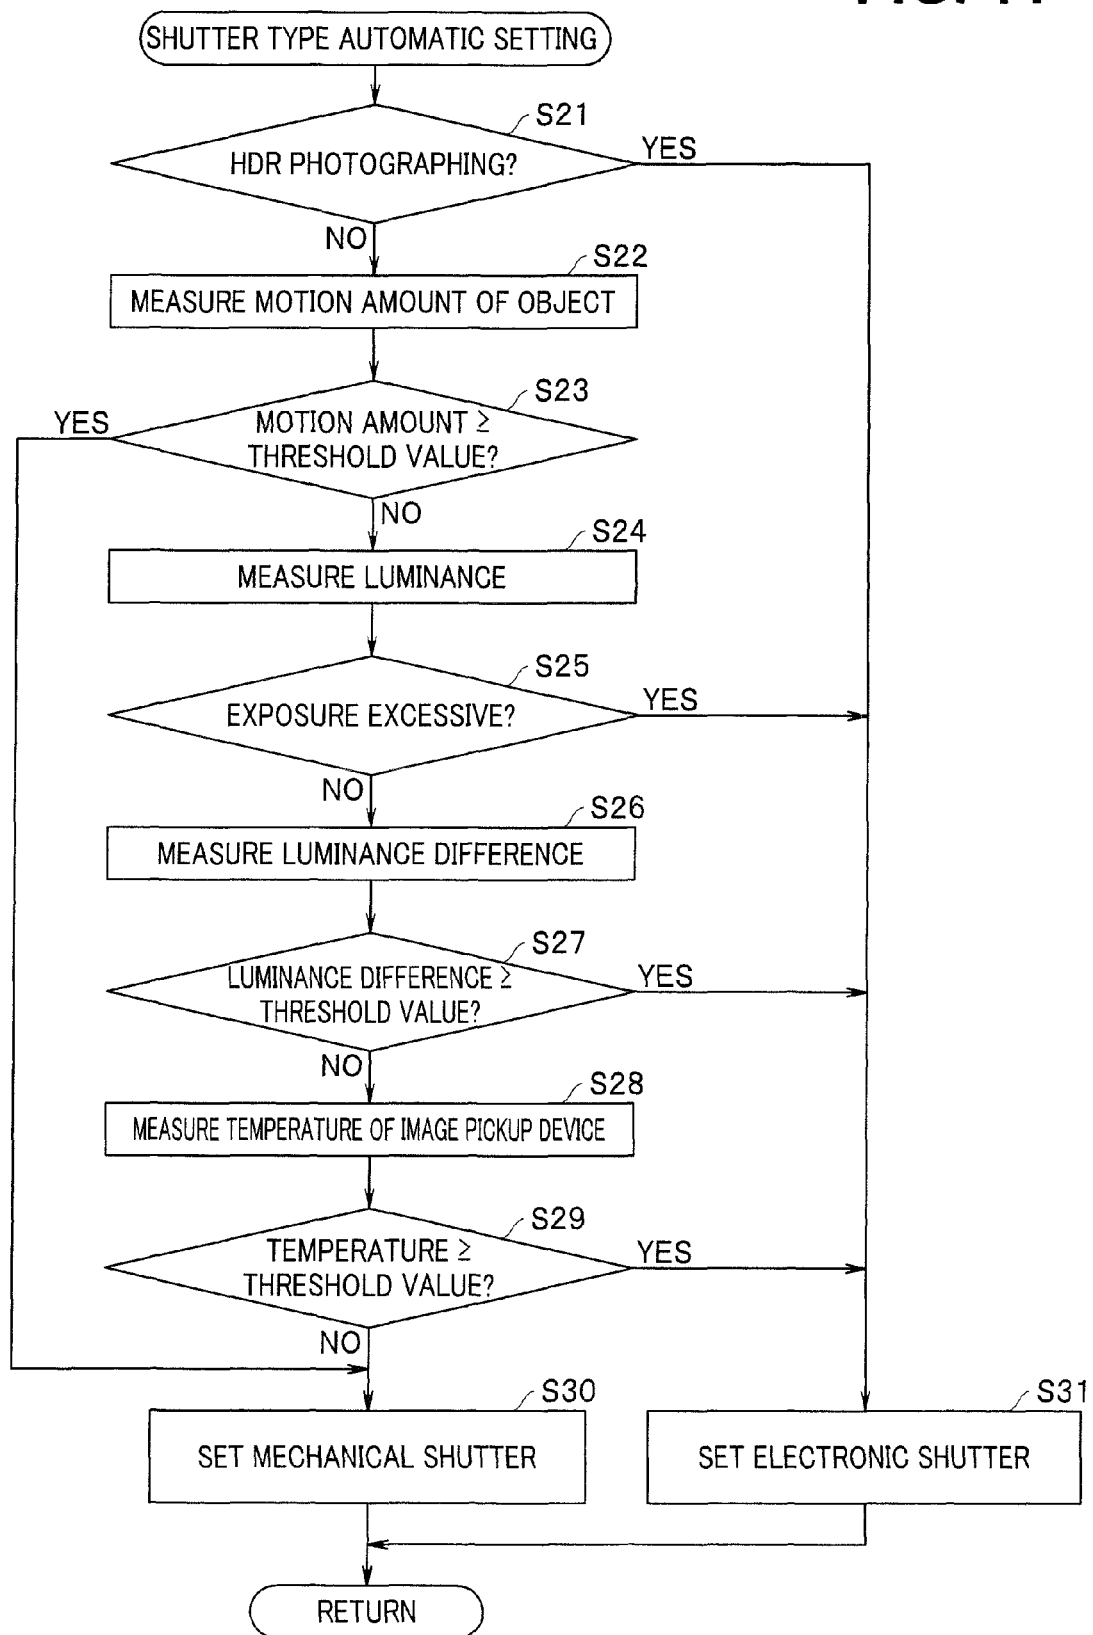 SHUTTER TYPE AUTOMATIC SETTING
S21
HDR PHOTOGRAPHING?
YES
NO
S22
MEASURE MOTION AMOUNT OF OBJECT
S23
YES
MOTION AMOUNT ≥
THRESHOLD VALUE?
NO
S24
MEASURE LUMINANCE
S25
EXPOSURE EXCESSIVE?
YES
NO
S26
MEASURE LUMINANCE DIFFERENCE
S27
LUMINANCE DIFFERENCE ≥
THRESHOLD VALUE?
YES
NO
S28
MEASURE TEMPERATURE OF IMAGE PICKUP DEVICE
S29
TEMPERATURE ≥
THRESHOLD VALUE?
YES
NO
S30
SET MECHANICAL SHUTTER
S31
SET ELECTRONIC SHUTTER
RETURN